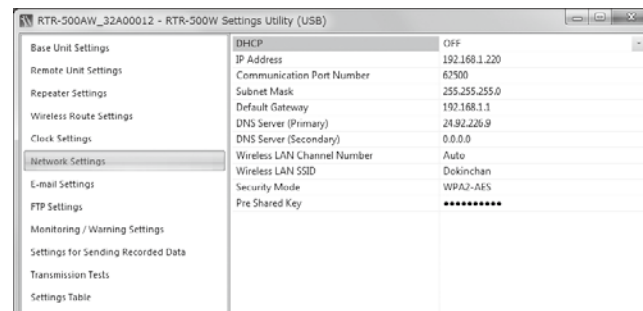 RTR-500AW_32A00012 - RTR-500W Settings Utility (USB)
Base Unit Settings
Remote Unit Settings
Repeater Settings
Wireless Route Settings
Clock Settings
Network Settings
E-mail Settings
FTP Settings
Monitoring / Warning Settings
Settings for Sending Recorded Data
Transmission Tests
Settings Table
DHCP OFF
IP Address 192.168.1.220
Communication Port Number 62500
Subnet Mask 255.255.255.0
Default Gateway 192.168.1.1
DNS Server (Primary) 24.92.226.9
DNS Server (Secondary) 0.0.0.0
Wireless LAN Channel Number Auto
Wireless LAN SSID Dokinchan
Security Mode WPA2-AES
Pre Shared Key ●●●●●●●●●●